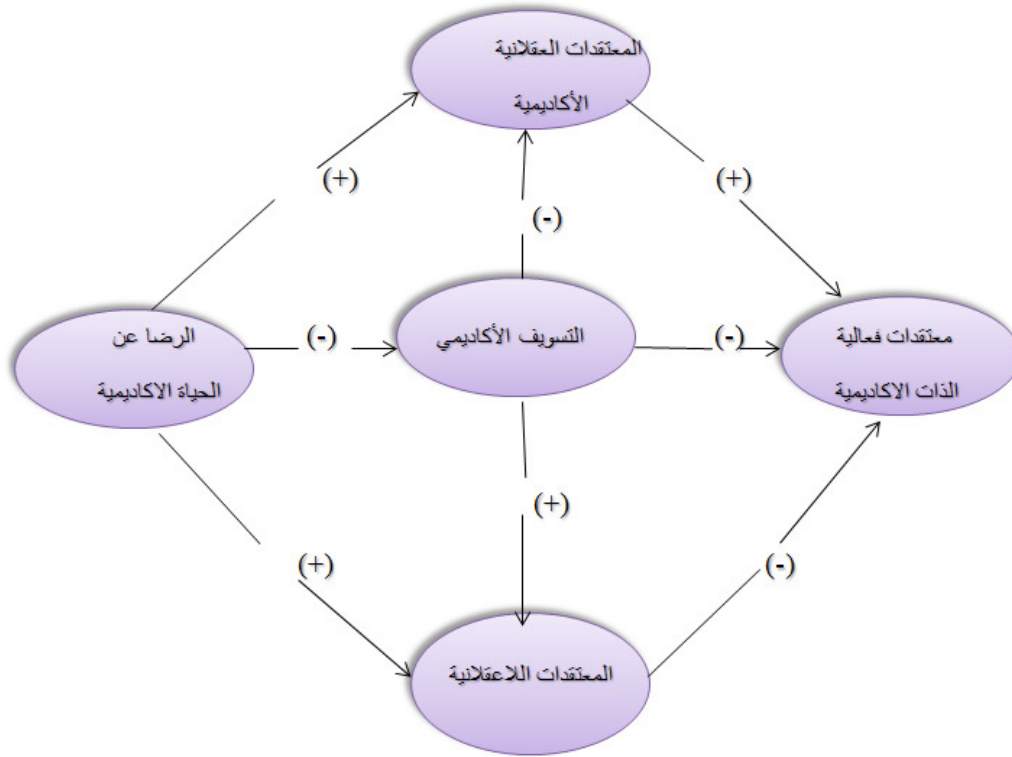 المعتقدات العقلانية
الأكاديمية
(+)
(+)
(-)
الرضا عن
الحياة الاكاديمية
(-)
التسويف الأكاديمي
(-)
معتقدات فعالية
الذات الاكاديمية
(+)
(+)
(-)
المعتقدات اللاعقلانية